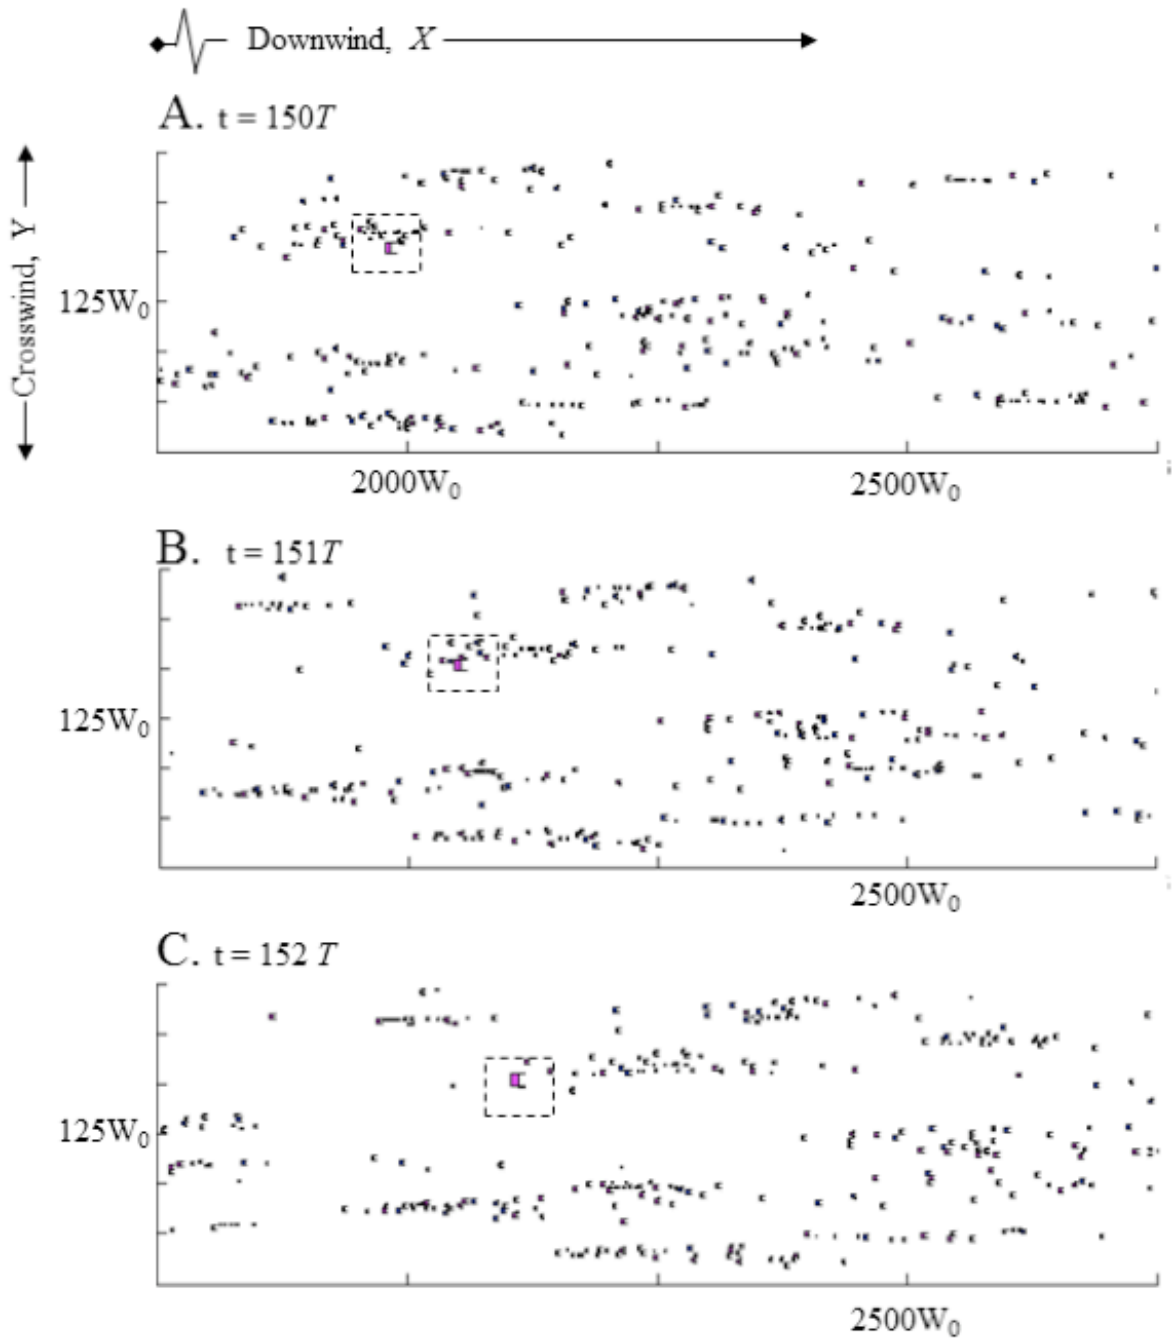 Downwind, X
A. t = 150T
Crosswind, Y
125W₀
2000W₀ 2500W₀
B. t = 151T
125W₀
2500W₀
C. t = 152 T
125W₀
2500W₀